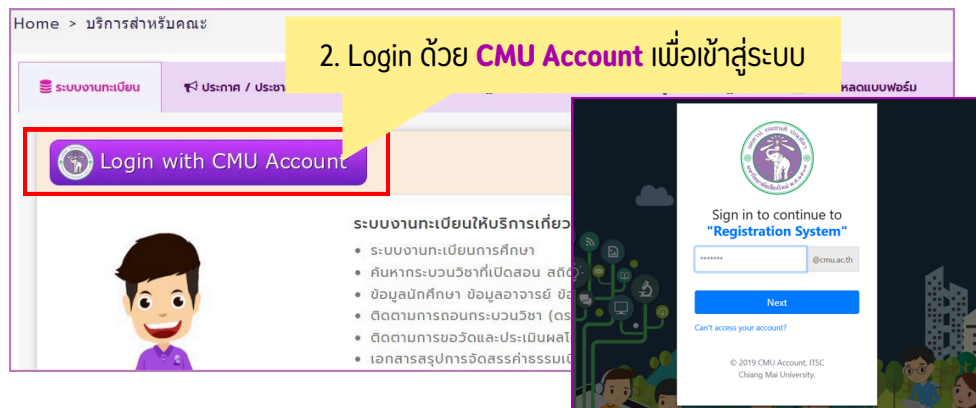 Home > บริการสำหรับคณะ
2. Login ด้วย CMU Account เพื่อเข้าสู่ระบบ
ระบบงานทะเบียน
ประกาศ /
หลดแบบฟอร์ม
Login with CMU Account
ระบบงานทะเบียนให้บริการเกี่ยว
• ระบบงานทะเบียนการศึกษา
• ค้นหากระบวนวิชาที่เปิดสอน สถิติ
• ข้อมูลนักศึกษา ข้อมูลอาจารย์
• ติดตามการถอนกระบวนวิชา
• ติดตามการขอวัดและประเมินผล
• เอกสารสรุปการจัดสรรค่าธรรมเนี
Sign in to continue to
"Registration System"
*******
@cmu.ac.th
Next
Can't access your account?
© 2019 CMU Account, ITSC
Chiang Mai University.